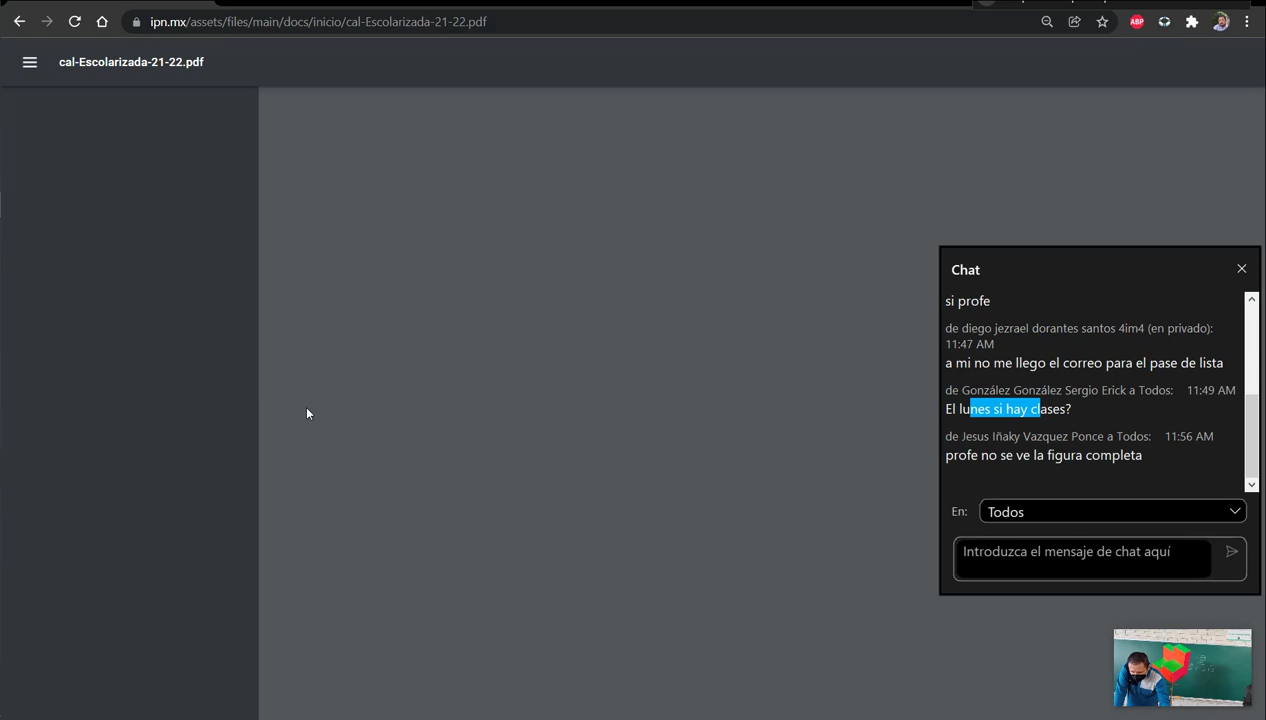 ipn.mx/assets/files/main/docs/inicio/cal-Escolarizada-21-22.pdf
ABP
cal-Escolarizada-21-22.pdf
Chat
si profe
de diego jezrael dorantes santos 4im4 (en privado):
11:47 AM
a mi no me llego el correo para el pase de lista
de González González Sergio Erick a Todos: 11:49 AM
El lunes si hay clases?
de Jesus Iñaky Vazquez Ponce a Todos: 11:56 AM
profe no se ve la figura completa
En: Todos
Introduzca el mensaje de chat aquí